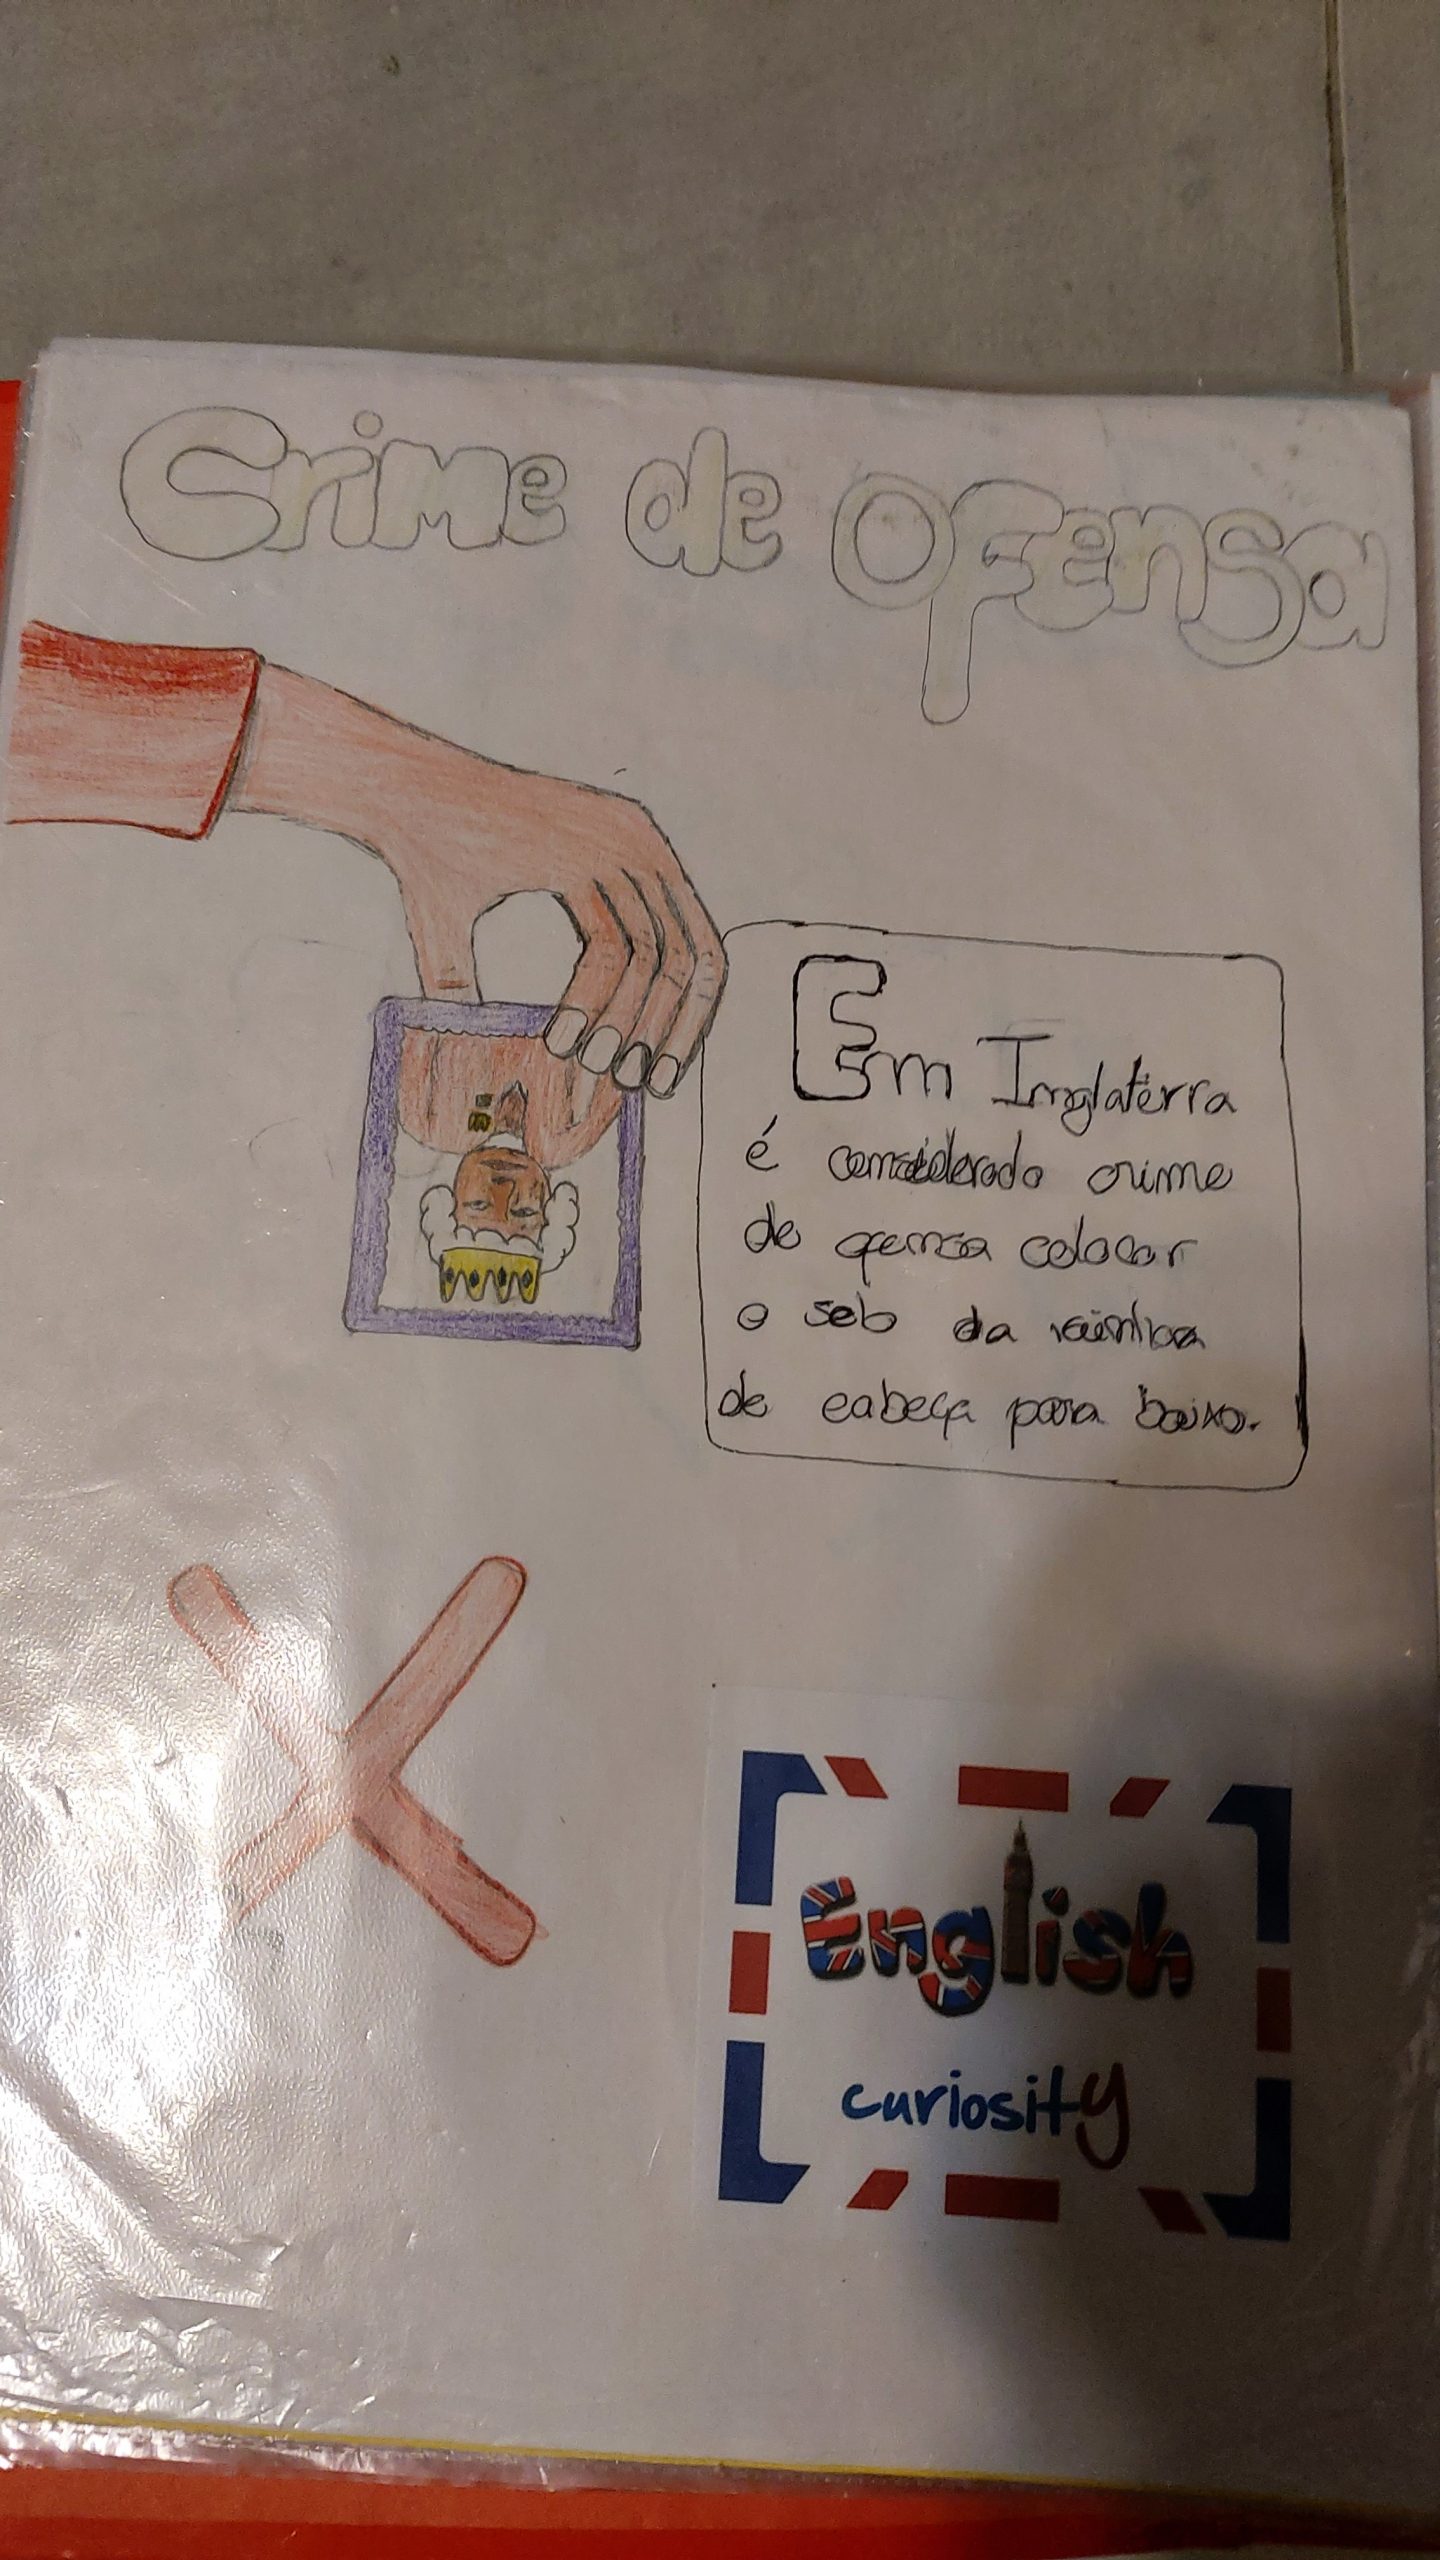 Crime de Ofensa
Em Inglaterra
é considerado crime
de ofensa colocar
o selo da rainha
de cabeça para baixo.
English
curiosity